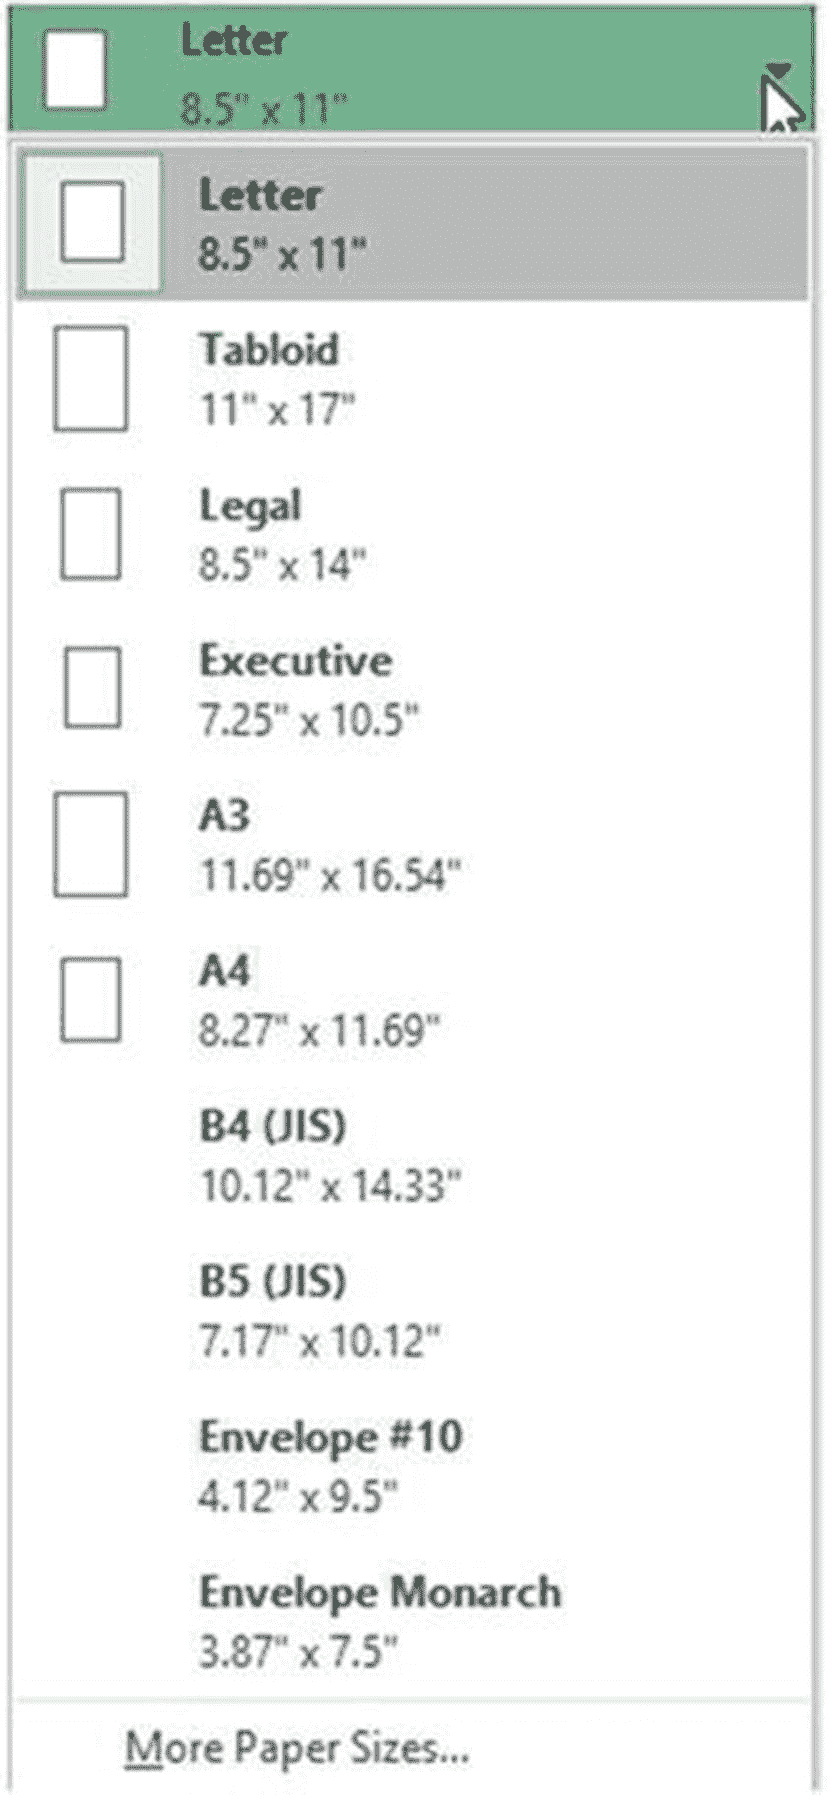 Letter
8.5" x 11"
Letter
8.5" x 11"
Tabloid
11" x 17"
Legal
8.5" x 14"
Executive
7.25" x 10.5"
A3
11.69" x 16.54"
A4
8.27" x 11.69"
B4 (JIS)
10.12" x 14.33"
B5 (JIS)
7.17" x 10.12"
Envelope #10
4.12" x 9.5"
Envelope Monarch
3.87" x 7.5"
More Paper Sizes...